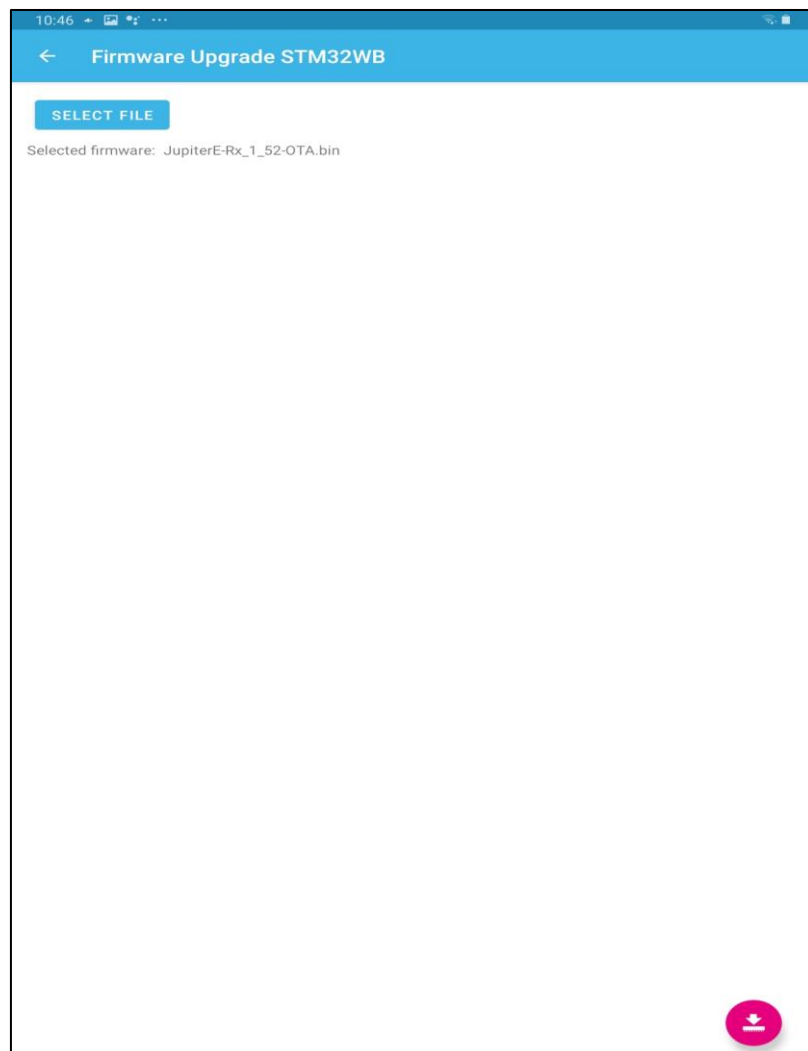 10:46
Firmware Upgrade STM32WB
SELECT FILE
Selected firmware: JupiterE-Rx_1_52-OTA.bin